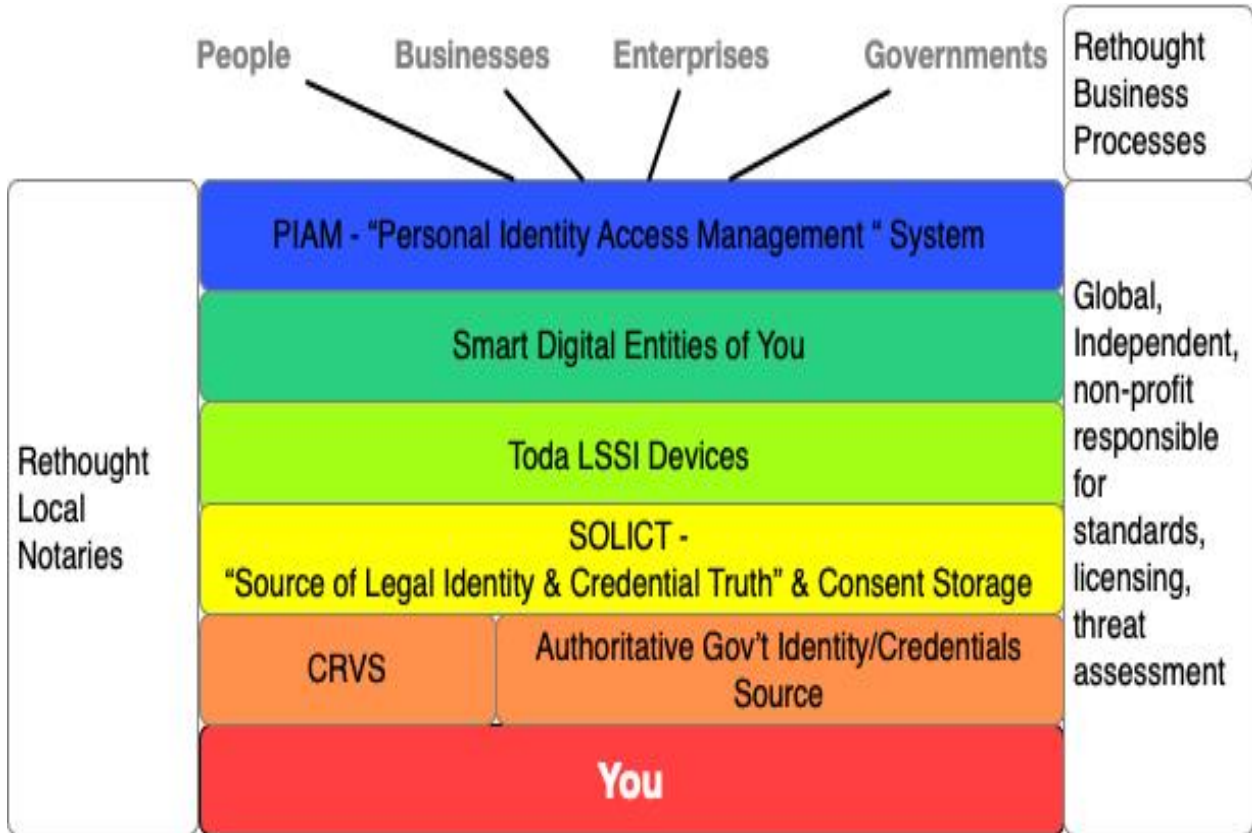 People
Businesses
Enterprises
Governments
Rethought
Business
Processes
PIAM - “Personal Identity Access Management “ System
Smart Digital Entities of You
Toda LSSI Devices
SOLICT -
“Source of Legal Identity & Credential Truth” & Consent Storage
CRVS
Authoritative Gov’t Identity/Credentials
Source
You
Rethought
Local
Notaries
Global,
Independent,
non-profit
responsible
for
standards,
licensing,
threat
assessment